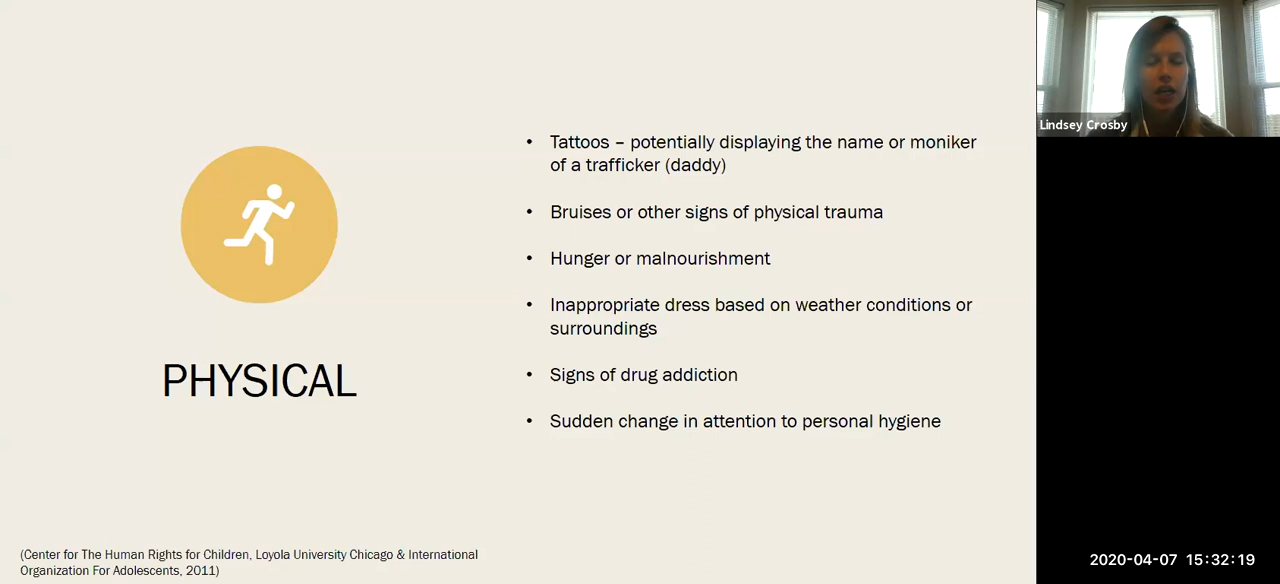 PHYSICAL
• Tattoos – potentially displaying the name or moniker
of a trafficker (daddy)
• Bruises or other signs of physical trauma
• Hunger or malnourishment
• Inappropriate dress based on weather conditions or
surroundings
• Signs of drug addiction
• Sudden change in attention to personal hygiene
(Center for The Human Rights for Children, Loyola University Chicago & International
Organization For Adolescents, 2011)
Lindsey Crosby
2020-04-07 15:32:19